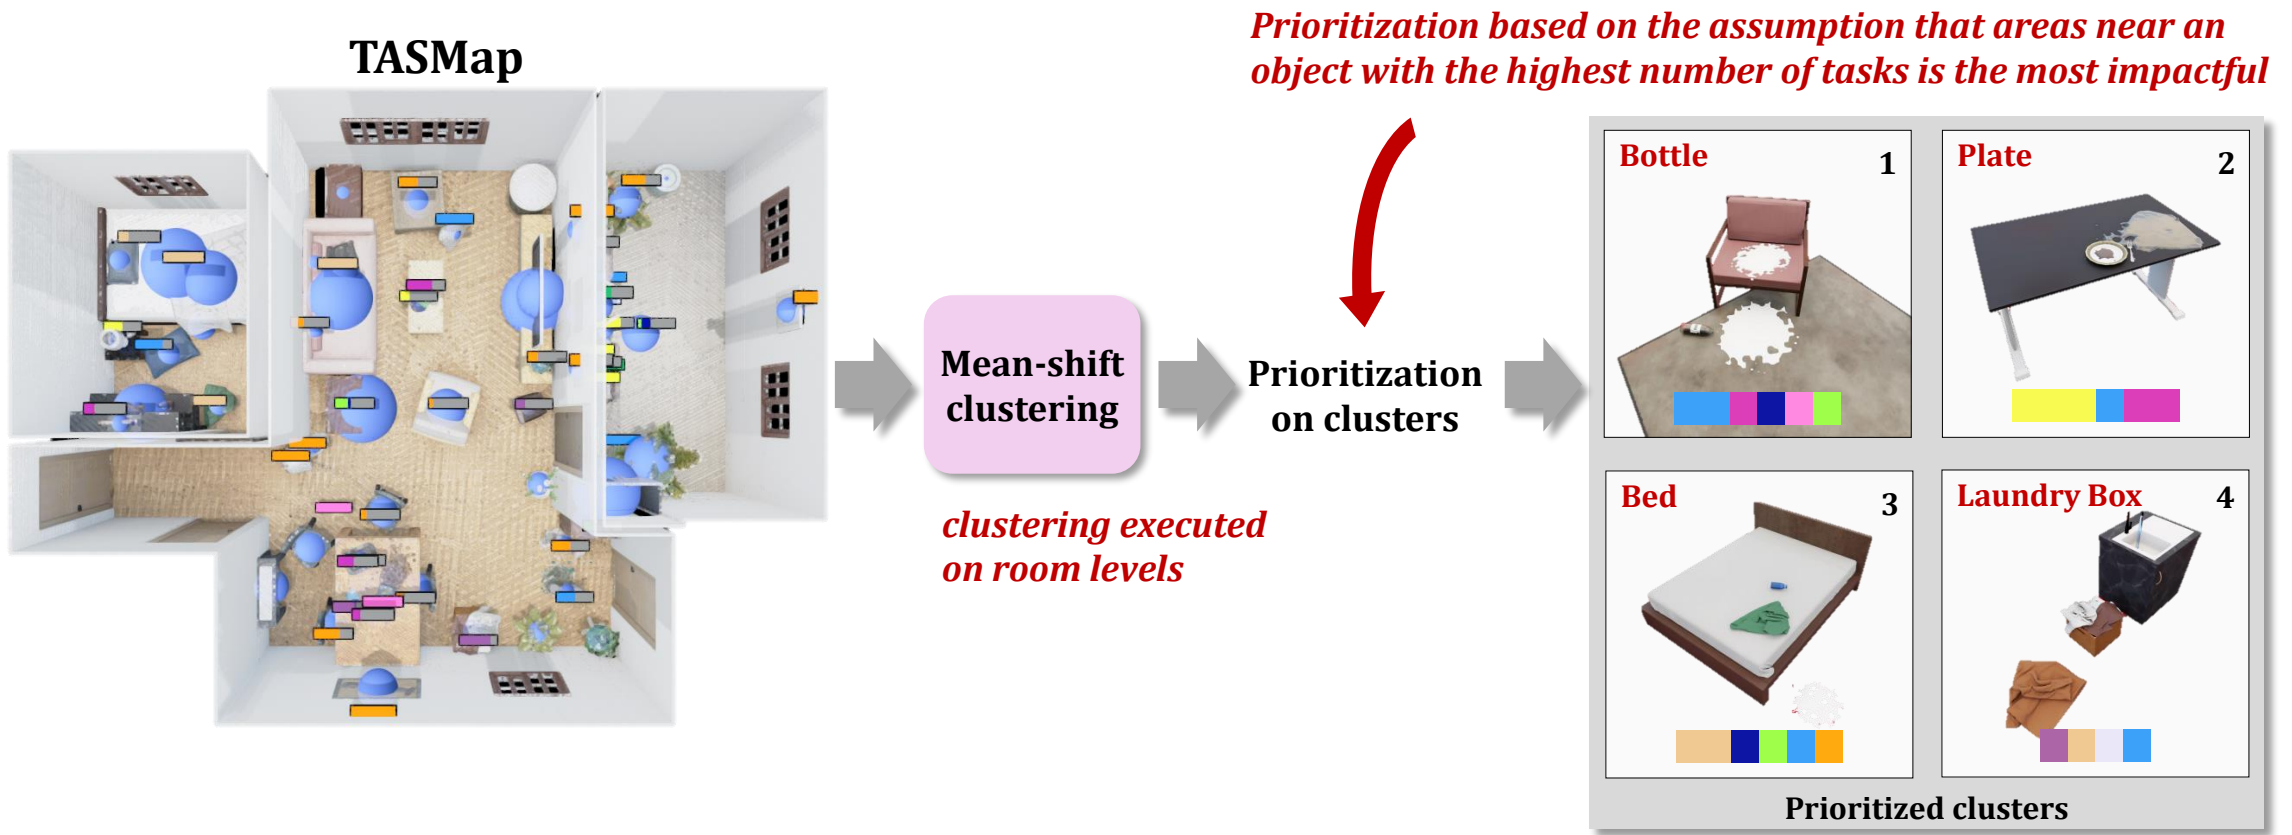 Prioritization based on the assumption that areas near an
object with the highest number of tasks is the most impactful
TASMap
Mean-shift
clustering
clustering executed
on room levels
Prioritization
on clusters
Bottle
1
Plate
2
Bed
3
Laundry Box
4
Prioritized clusters